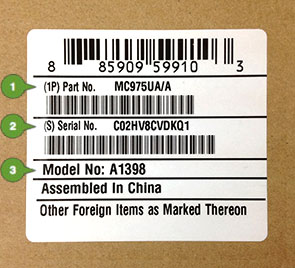 8 85909 59910 3
1 (1P) Part No. MC975UA/A
2 (S) Serial No. C02HV8CVDKQ1
3 Model No: A1398
Assembled In China
Other Foreign Items as Marked Thereon